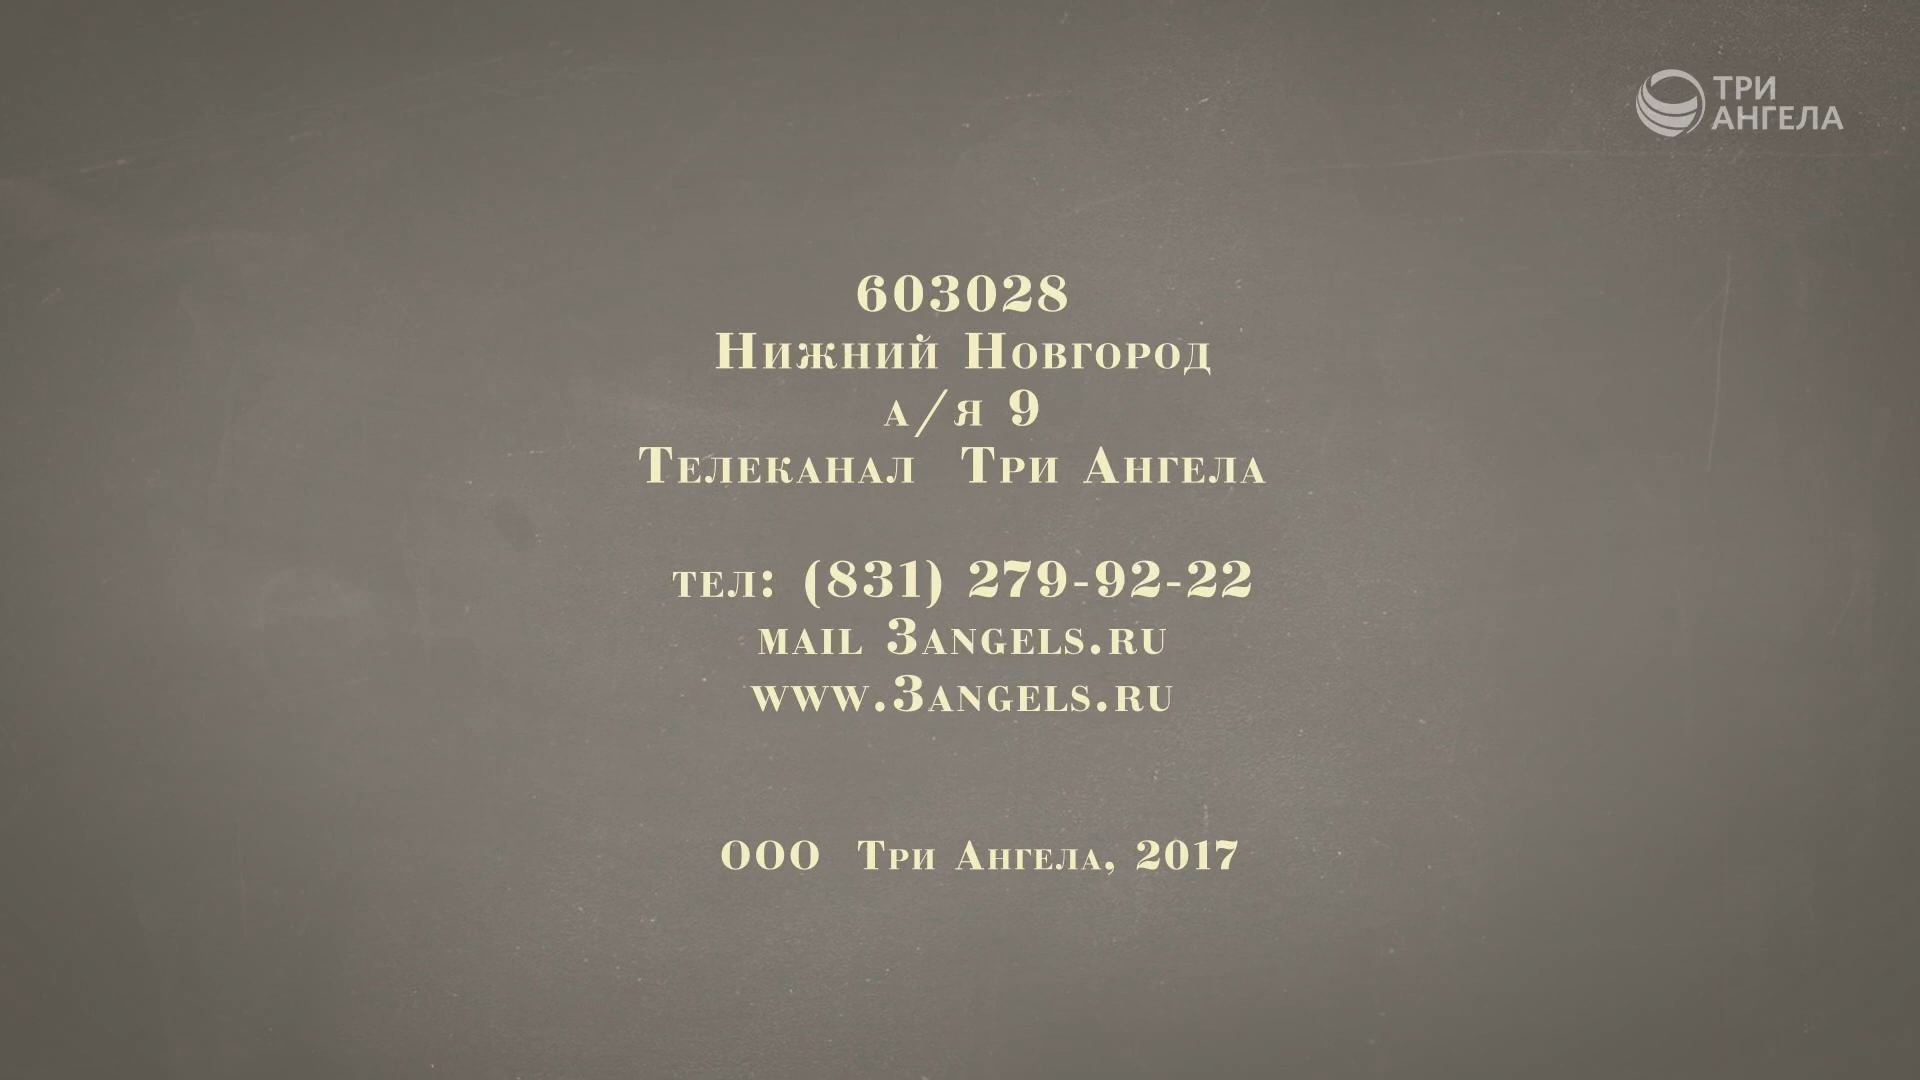 ТРИ
АНГЕЛА
603028
Нижний Новгород
а/я 9
Телеканал Три Ангела
тел: (831) 279-92-22
mail 3angels.ru
www.3angels.ru
ООО Три Ангела, 2017